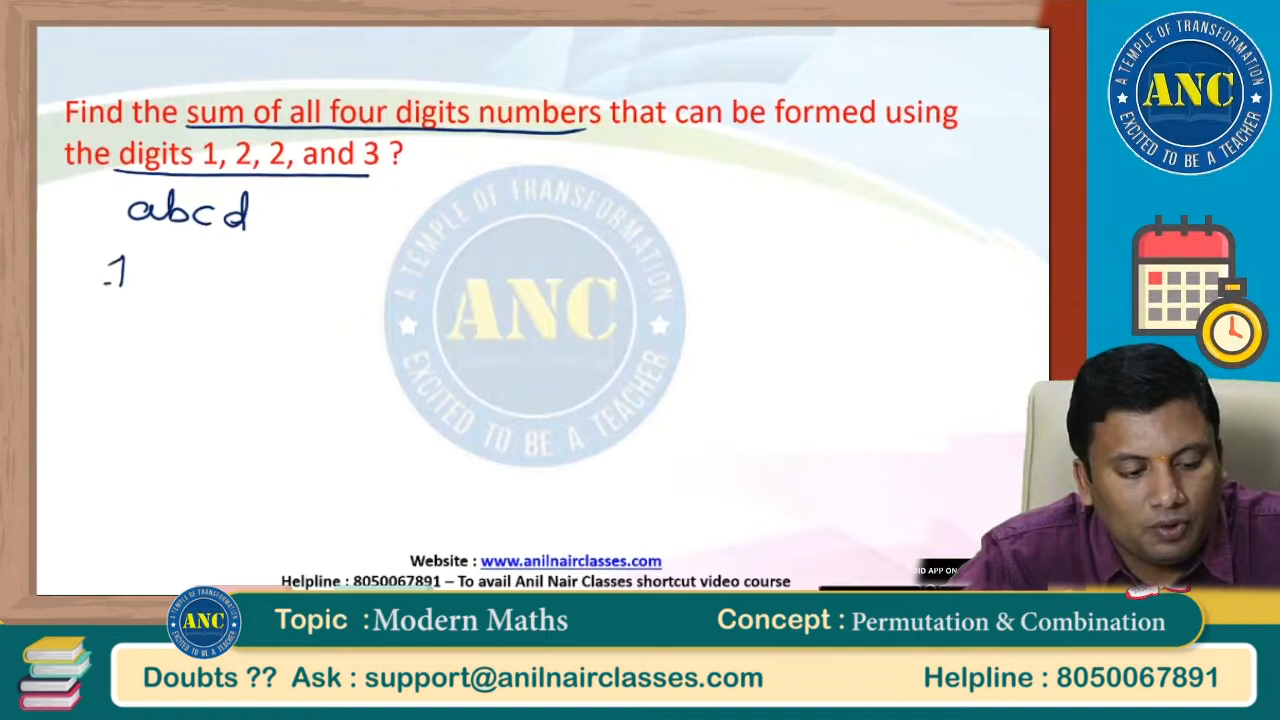 Find the sum of all four digits numbers that can be formed using
the digits 1, 2, 2, and 3 ?
abcd
1
A TEMPLE OF TRANSFORMATION
ANC
EXCITED TO BE A TEACHER
A TEMPLE OF TRANSFORMATION
ANC
EXCITED TO BE A TEACHER
Website : www.anilnairclasses.com
Helpline : 8050067891 – To avail Anil Nair Classes shortcut video course
APP ON
ANC
Topic : Modern Maths
Concept : Permutation & Combination
Doubts ?? Ask : support@anilnairclasses.com
Helpline : 8050067891